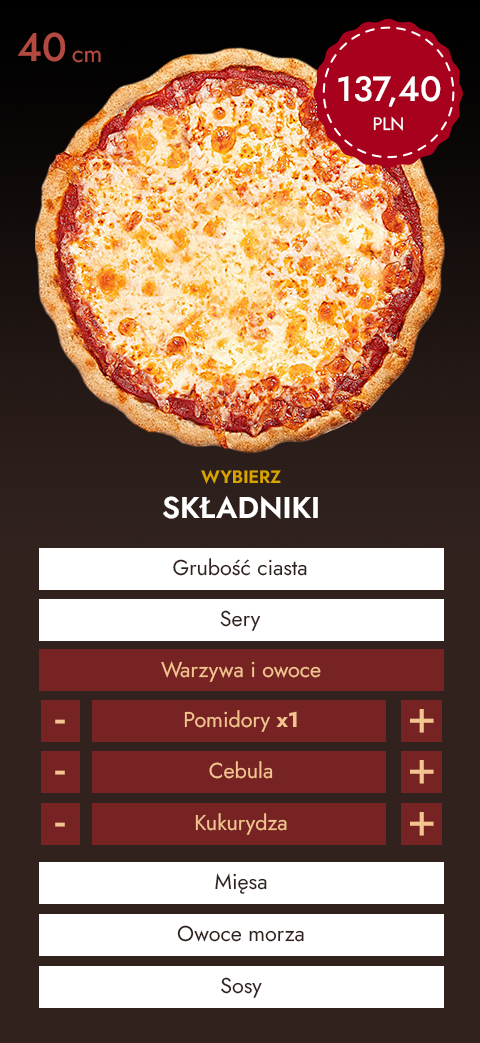 40 cm
137,40
PLN
WYBIERZ
SKŁADNIKI
Grubość ciasta
Sery
Warzywa i owoce
- Pomidory x1 +
- Cebula +
- Kukurydza +
Mięsa
Owoce morza
Sosy